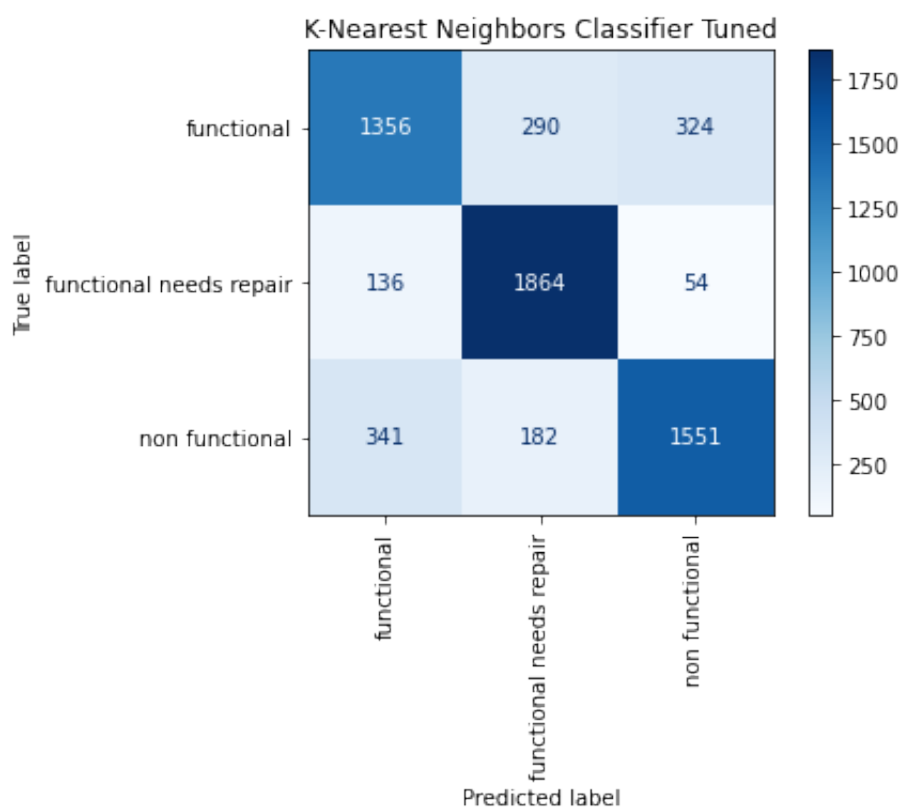 K-Nearest Neighbors Classifier Tuned
True label
functional
1356 290 324
functional needs repair
136 1864 54
non functional
341 182 1551
functional
functional needs repair
non functional
Predicted label
1750
1500
1250
1000
750
500
250